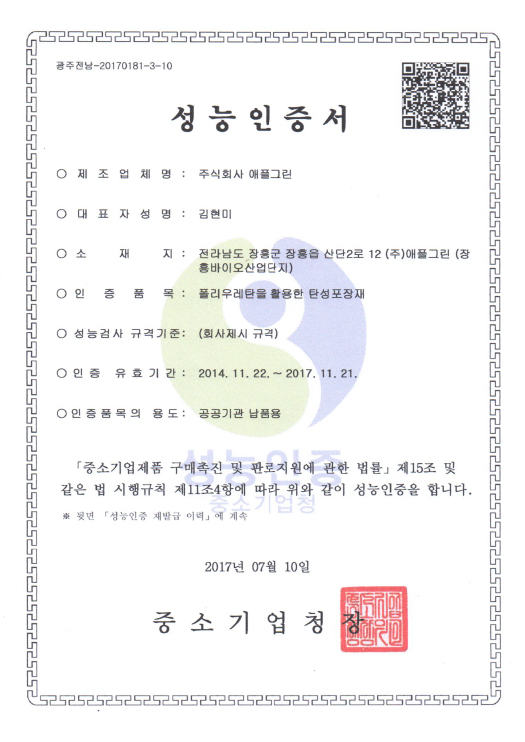 광주전남-20170181-3-10
성능인증서
○ 제 조 업 체 명 : 주식회사 애플그린
○ 대 표 자 성 명 : 김현미
○ 소 재 지 : 전라남도 장흥군 장흥읍 산단2로 12 (주)애플그린 (장
흥바이오산업단지)
○ 인 증 품 목 : 폴리우레탄을 활용한 탄성포장재
○ 성능검사 규격기준: (회사제시 규격)
○ 인증 유효기간: 2014. 11. 22. ~ 2017. 11. 21.
○ 인증품목의 용도: 공공기관 납품용
성능인증
「중소기업제품 구매촉진 및 판로지원에 관한 법률」 제15조 및
같은 법 시행규칙 제11조4항에 따라 위와 같이 성능인증을 합니다.
중소기업청
※ 뒷면 「성능인증 재발급 이력」에 계속
2017년 07월 10일
중소기업청장